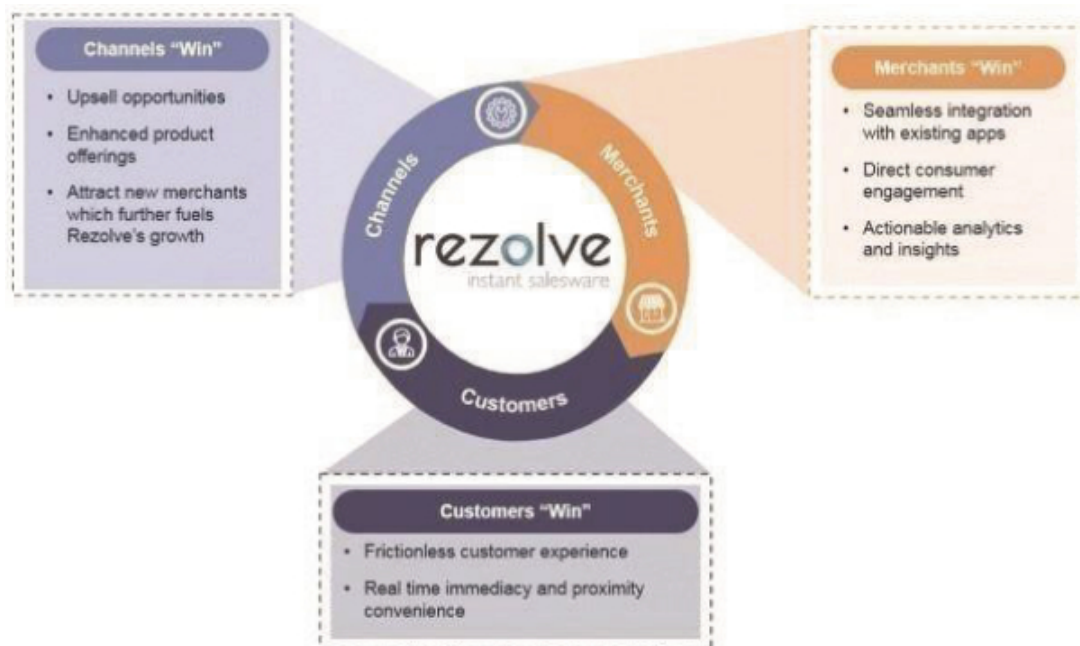 Channels “Win”
• Upsell opportunities
• Enhanced product
offerings
• Attract new merchants
which further fuels
Rezolve's growth
Merchants “Win”
• Seamless integration
with existing apps
• Direct consumer
engagement
• Actionable analytics
and insights
Channels
Merchants
rezolve
instant salesware
Customers
Customers “Win”
• Frictionless customer experience
• Real time immediacy and proximity
convenience